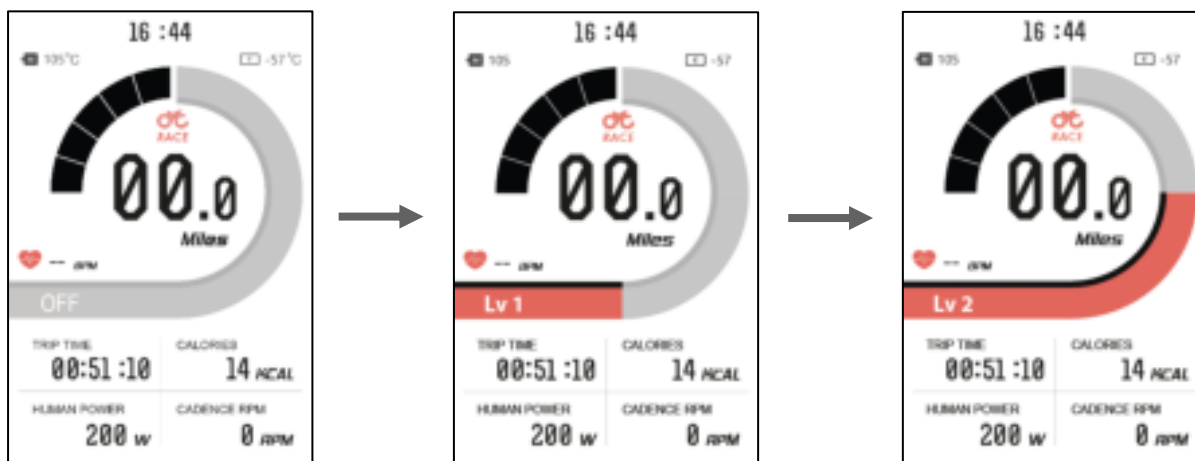 16 :44
105°C
-57°C
RACE
00.0
Miles
-- BPM
OFF
TRIP TIME
CALORIES
00:51 :10
14 KCAL
HUMAN POWER
CADENCE RPM
200 W
0 RPM
16 :44
105
-57
RACE
00.0
Miles
-- BPM
Lv 1
TRIP TIME
CALORIES
00:51 :10
14 KCAL
HUMAN POWER
CADENCE RPM
200 W
0 RPM
16 :44
105
-57
RACE
00.0
Miles
-- BPM
Lv 2
TRIP TIME
CALORIES
00:51 :10
14 KCAL
HUMAN POWER
CADENCE RPM
200 W
0 RPM